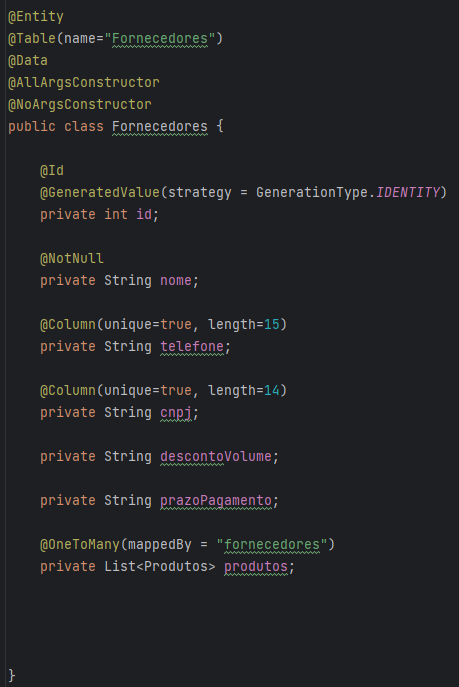 @Entity
@Table(name="Fornecedores")
@Data
@AllArgsConstructor
@NoArgsConstructor
public class Fornecedores {
@Id
@GeneratedValue(strategy = GenerationType.IDENTITY)
private int id;
@NotNull
private String nome;
@Column(unique=true, length=15)
private String telefone;
@Column(unique=true, length=14)
private String cnpj;
private String descontoVolume;
private String prazoPagamento;
@OneToMany(mappedBy = "fornecedores")
private List<Produtos> produtos;
}